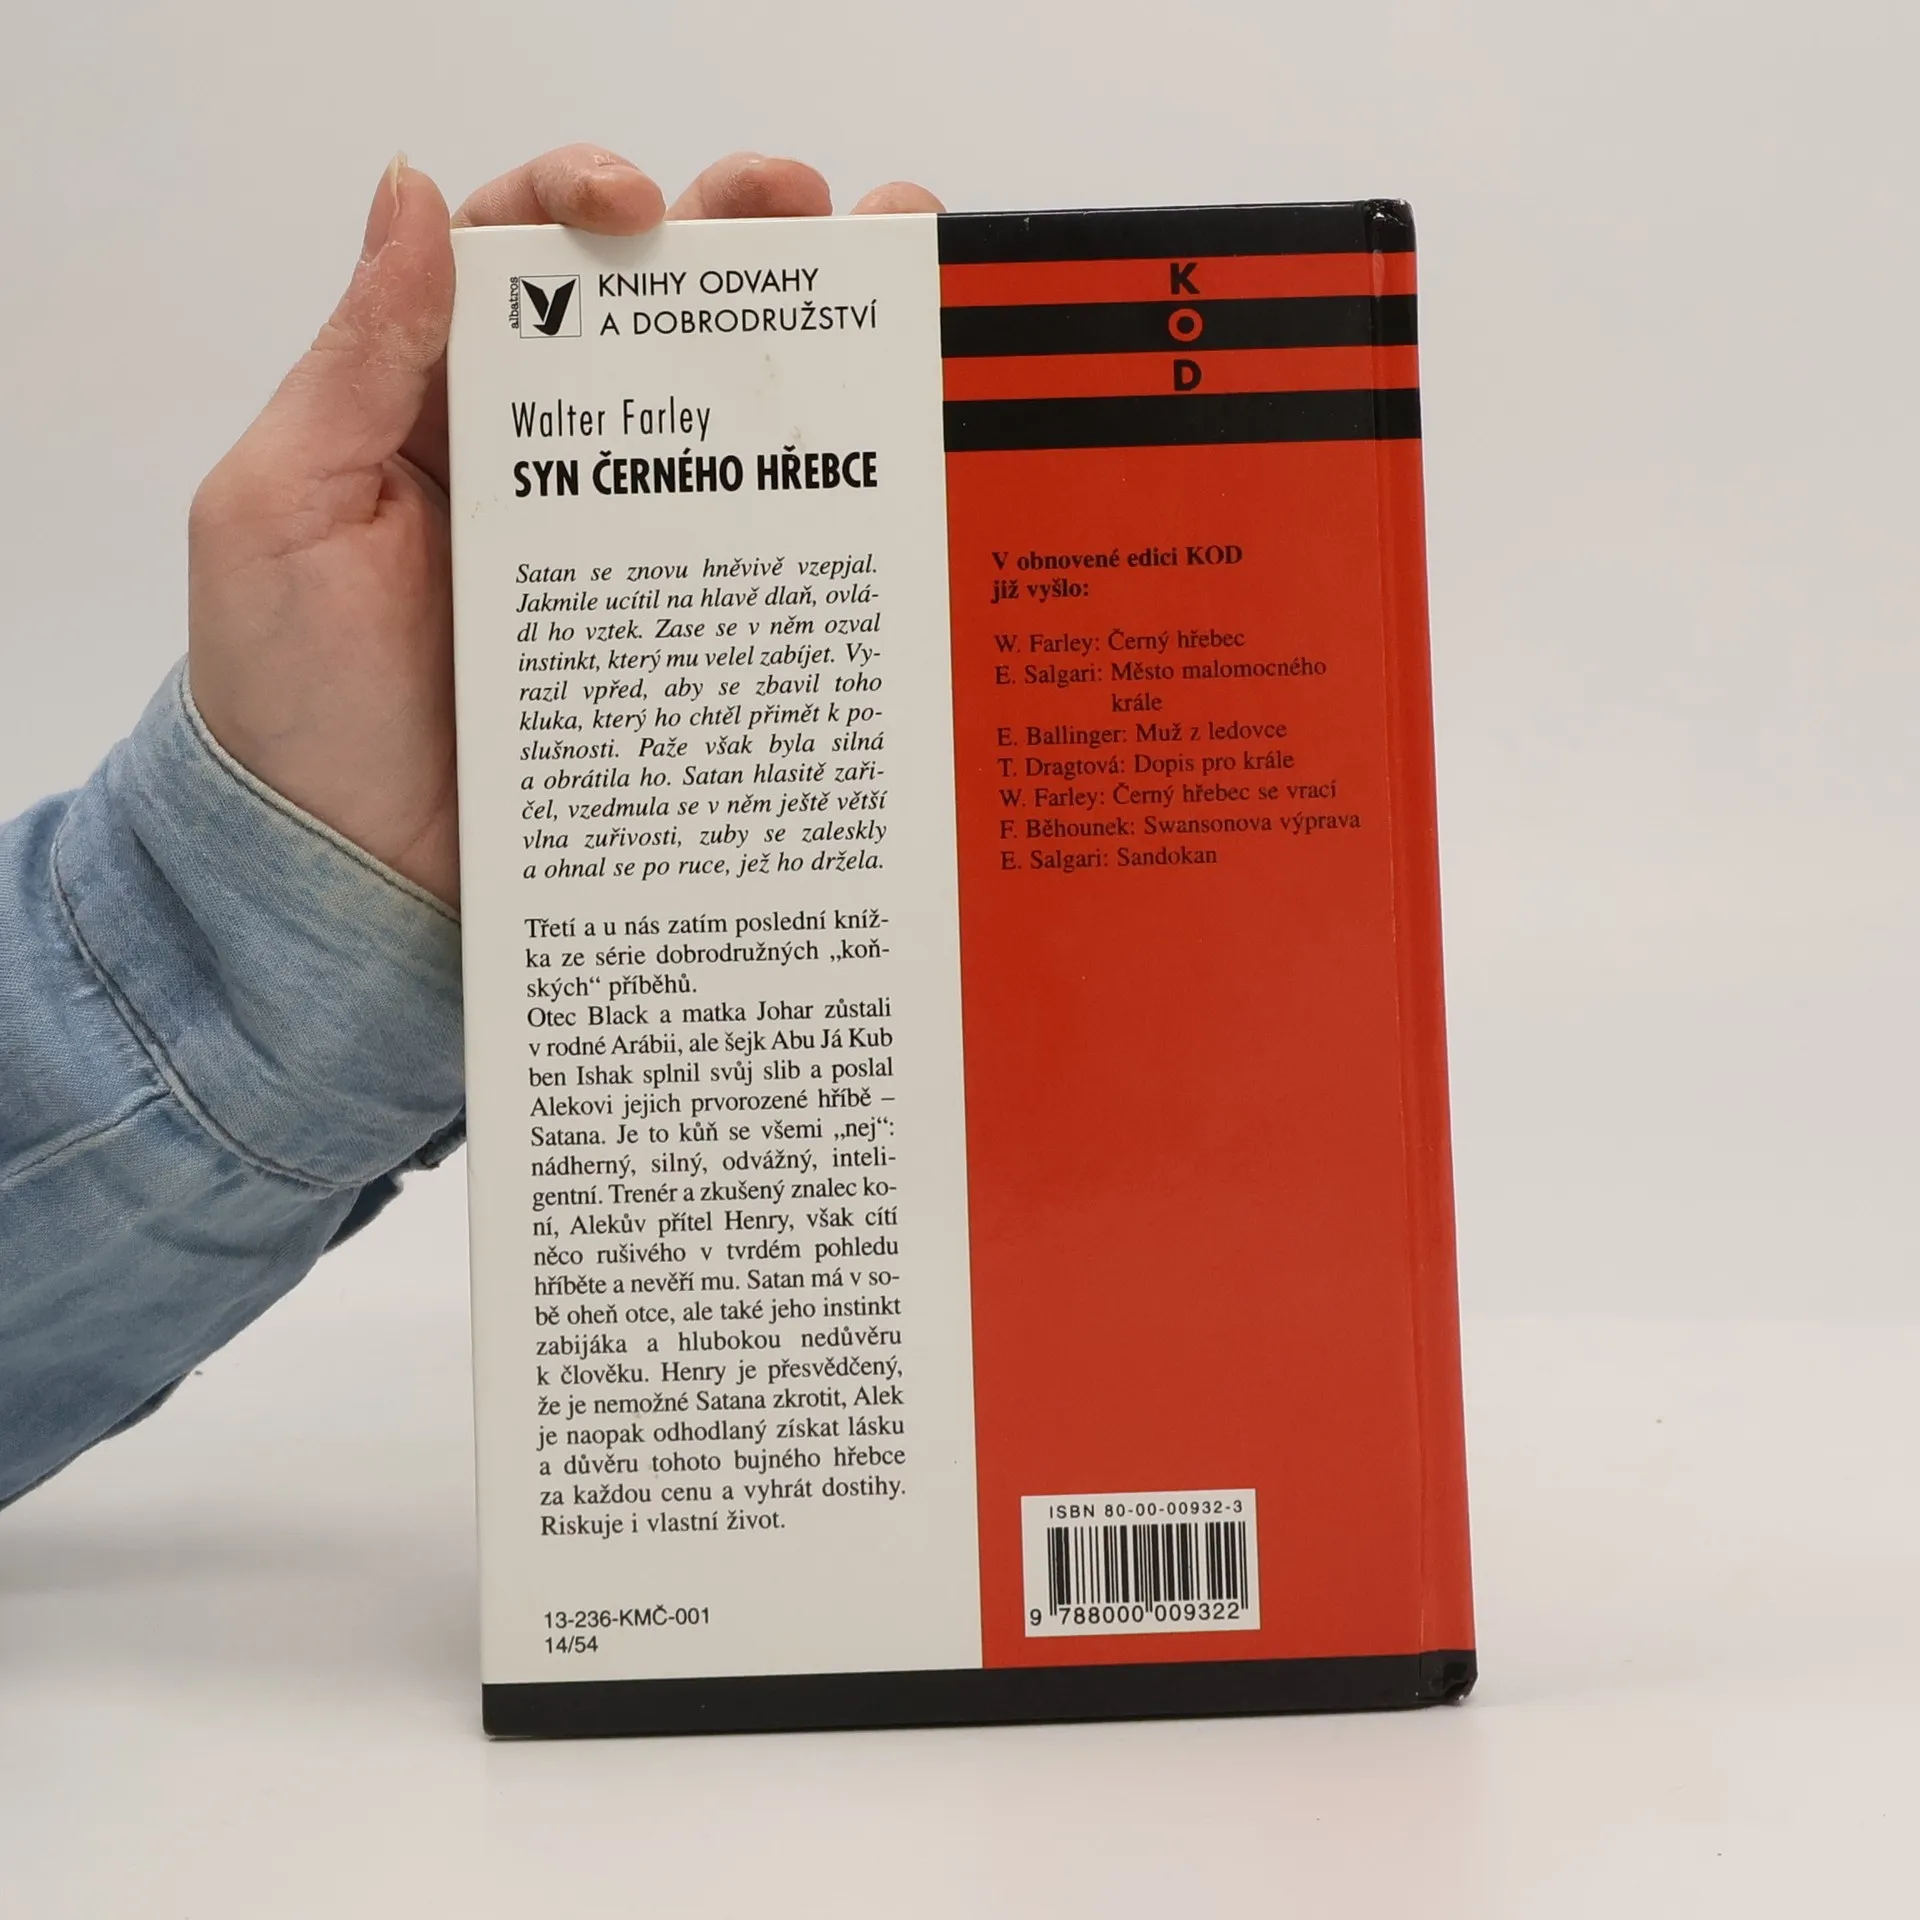 albatros
KNIHY ODVAHY
A DOBRODRUŽSTVÍ
Walter Farley
SYN ČERNÉHO HŘEBCE
Satan se znovu hněvivě vzepjal.
Jakmile ucítil na hlavě dlaň, ovlá-
dl ho vztek. Zase se v něm ozval
instinkt, který mu velel zabíjet. Vy-
razil vpřed, aby se zbavil toho
kluka, který ho chtěl přimět k po-
slušnosti. Paže však byla silná
a obrátila ho. Satan hlasitě zaři-
čel, vzedmula se v něm ještě větší
vlna zuřivosti, zuby se zaleskly
a ohnal se po ruce, jež ho držela.
Třetí a u nás zatím poslední kníž-
ka ze série dobrodružných „koň-
ských“ příběhů.
Otec Black a matka Johar zůstali
v rodné Arábii, ale šejk Abu Já Kub
ben Ishak splnil svůj slib a poslal
Alekovi jejich prvorozené hříbě –
Satana. Je to kůň se všemi „nej“:
nádherný, silný, odvážný, inteli-
gentní. Trenér a zkušený znalec ko-
ní, Alekův přítel Henry, však cítí
něco rušivého v tvrdém pohledu
hříběte a nevěří mu. Satan má v so-
bě oheň otce, ale také jeho instinkt
zabijáka a hlubokou nedůvěru
k člověku. Henry je přesvědčený,
že je nemožné Satana zkrotit, Alek
je naopak odhodlaný získat lásku
a důvěru tohoto bujného hřebce
za každou cenu a vyhrát dostihy.
Riskuje i vlastní život.
13-236-KMČ-001
14/54
K
O
D
V obnovené edici KOD
již vyšlo:
W. Farley: Černý hřebec
E. Salgari: Město malomocného
krále
E. Ballinger: Muž z ledovce
T. Dragtová: Dopis pro krále
W. Farley: Černý hřebec se vrací
F. Běhounek: Swansonova výprava
E. Salgari: Sandokan
ISBN 80-00-00932-3
9 788000 009322